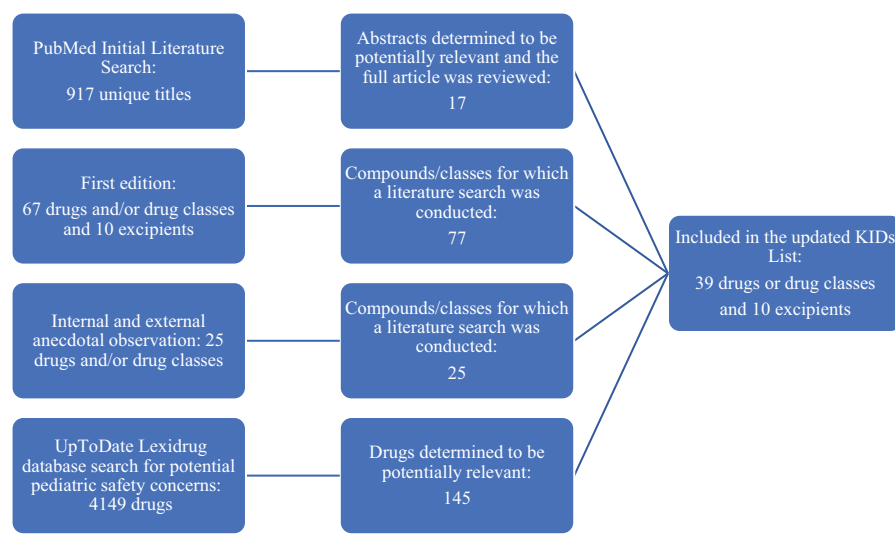 PubMed Initial Literature
Search:
917 unique titles
Abstracts determined to be
potentially relevant and the
full article was reviewed:
17
First edition:
67 drugs and/or drug classes
and 10 excipients
Compounds/classes for which
a literature search was
conducted:
77
Included in the updated KIDs
List:
39 drugs or drug classes
and 10 excipients
Internal and external
anecdotal observation: 25
drugs and/or drug classes
Compounds/classes for which
a literature search was
conducted:
25
UpToDate Lexidrug
database search for potential
pediatric safety concerns:
4149 drugs
Drugs determined to be
potentially relevant:
145